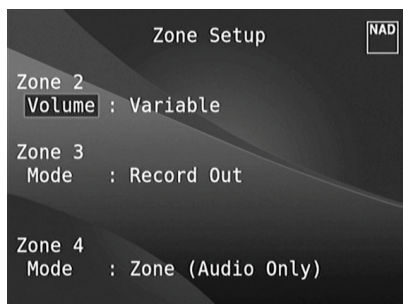 Zone Setup
NAD
Zone 2
Volume : Variable
Zone 3
Mode : Record Out
Zone 4
Mode : Zone (Audio Only)